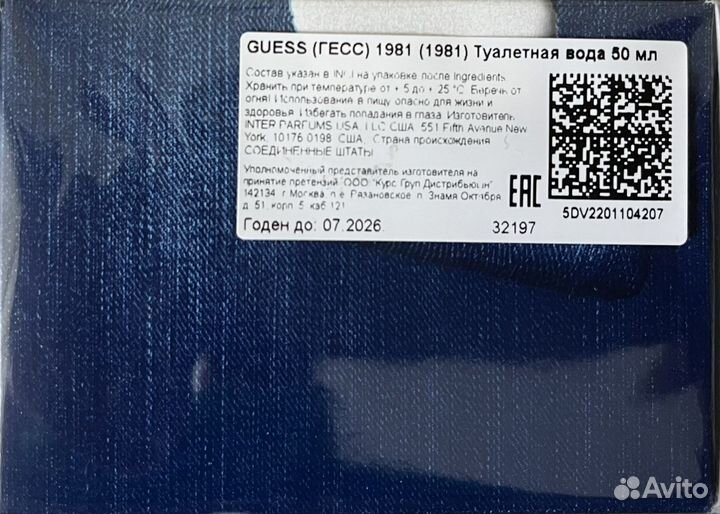 GUESS (ГЕСС) 1981 (1981) Туалетная вода 50 мл
Состав указан в INCI на упаковке после Ingredients.
Хранить при температуре от + 5 до + 25 °C. Беречь от
огня! Использование в пищу опасно для жизни и
здоровья. Избегать попадания в глаза. Изготовитель:
INTER PARFUMS USA, LLC США, 551 Fifth Avenue New
York, 10176 0198 США, Страна происхождения
СОЕДИНЕННЫЕ ШТАТЫ
Уполномоченный представитель изготовителя на
принятие претензий: ООО "Курс Груп Дистрибьюшн"
142134 г Москва п.е Рязановское п. Знамя Октября
д. 51, корп. 5, каб 121
Годен до: 07.2026.
32197
EAC
5DV2201104207
Avito